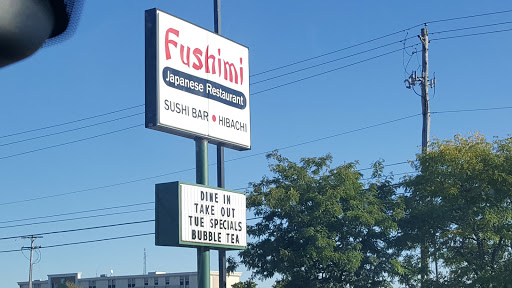 Fushimi
Japanese Restaurant
SUSHI BAR • HIBACHI
DINE IN
TAKE OUT
TUE SPECIALS
BUBBLE TEA